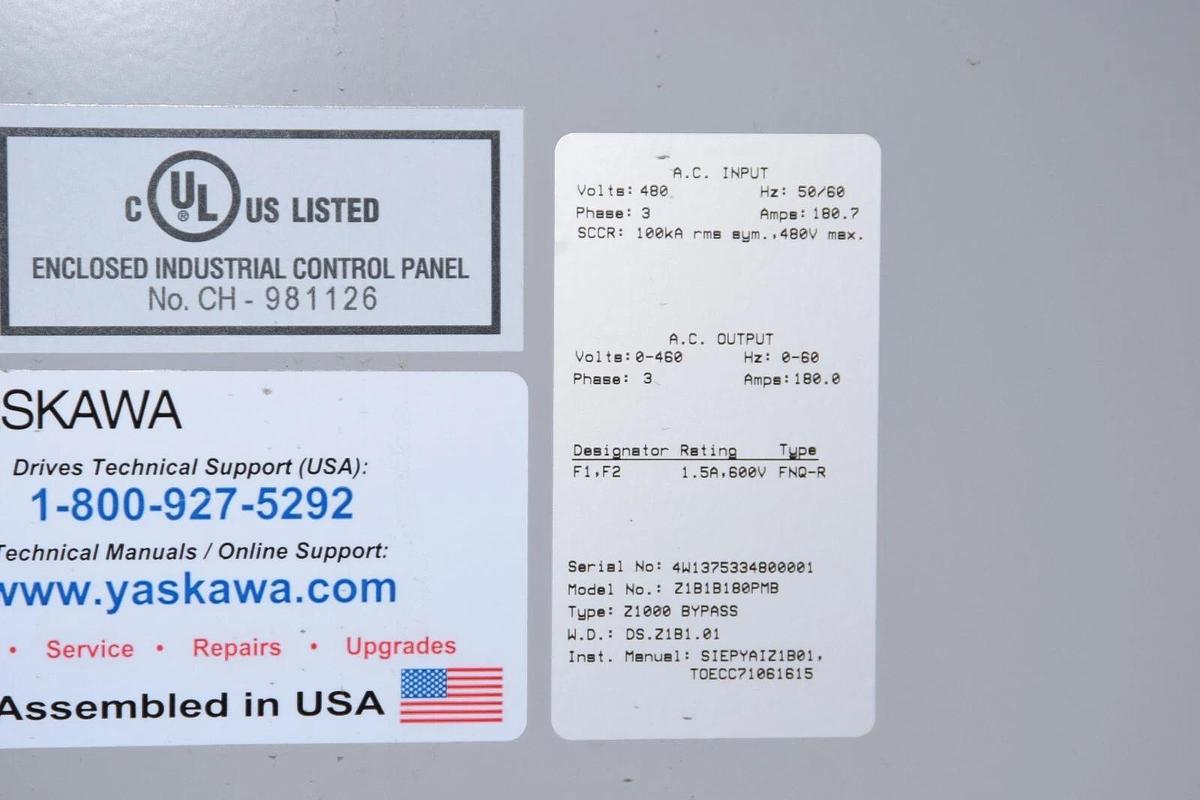 C UL ® US LISTED
ENCLOSED INDUSTRIAL CONTROL PANEL
No. CH - 981126
SKAWA
Drives Technical Support (USA):
1-800-927-5292
Technical Manuals / Online Support:
www.yaskawa.com
• Service • Repairs • Upgrades
Assembled in USA
A.C. INPUT
Volts: 480 Hz: 50/60
Phase: 3 Amps: 180.7
SCCR: 100kA rms sym.,480V max.
A.C. OUTPUT
Volts: 0-460 Hz: 0-60
Phase: 3 Amps: 180.0
Designator Rating Type
F1,F2 1.5A,600V FNQ-R
Serial No: 4W1375334800001
Model No.: Z1B1B180PMB
Type: Z1000 BYPASS
W.D.: DS.Z1B1.01
Inst. Manual: SIEPYAIZ1B01,
TOECC71061615